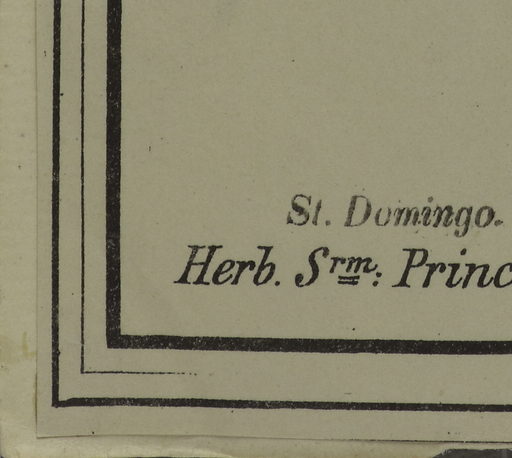 St. Domingo.
Herb. Srm: Princ